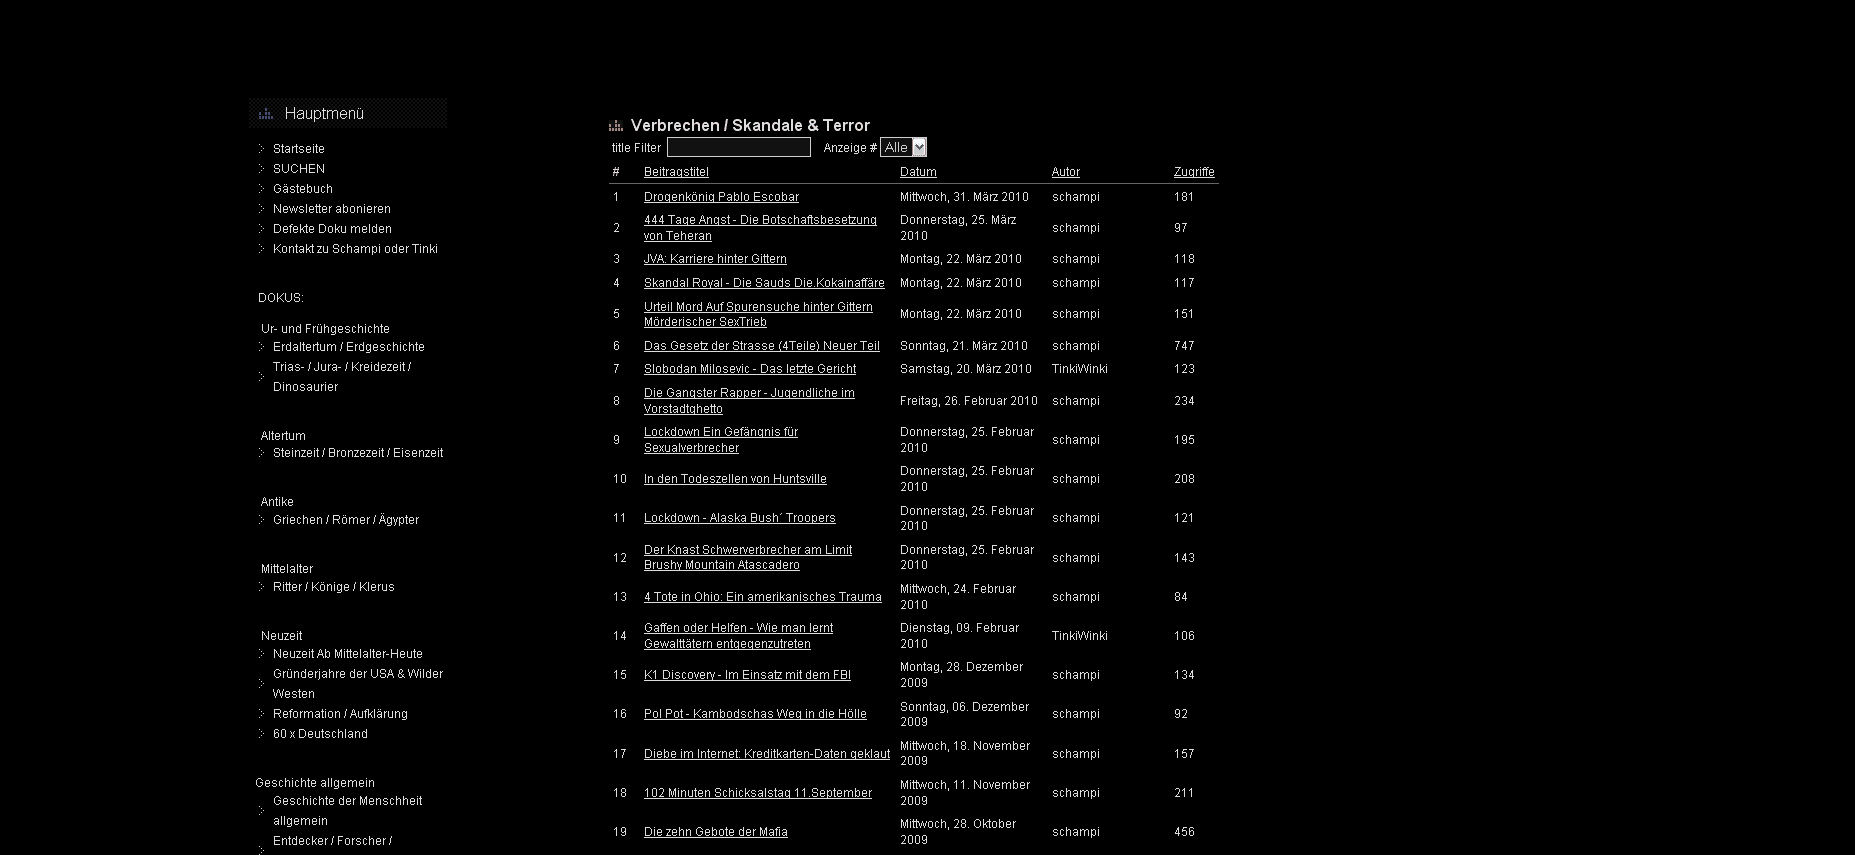 Hauptmenü
Startseite
SUCHEN
Gästebuch
Newsletter abonieren
Defekte Doku melden
Kontakt zu Schampi oder Tinki
DOKUS:
Ur- und Frühgeschichte
Erdaltertum / Erdgeschichte
Trias- / Jura- / Kreidezeit /
Dinosaurier
Altertum
Steinzeit / Bronzezeit / Eisenzeit
Antike
Griechen / Römer / Ägypter
Mittelalter
Ritter / Könige / Klerus
Neuzeit
Neuzeit Ab Mittelalter-Heute
Gründerjahre der USA & Wilder
Westen
Reformation / Aufklärung
60 x Deutschland
Geschichte allgemein
Geschichte der Menschheit
allgemein
Entdecker / Forscher /
Verbrechen / Skandale & Terror
title Filter Anzeige # Alle
# Beitragstitel Datum Autor Zugriffe
1 Drogenkönig Pablo Escobar Mittwoch, 31. März 2010 schampi 181
2 444 Tage Angst - Die Botschaftsbesetzung
von Teheran Donnerstag, 25. März
2010 schampi 97
3 JVA: Karriere hinter Gittern Montag, 22. März 2010 schampi 118
4 Skandal Royal - Die Sauds Die.Kokainaffäre Montag, 22. März 2010 schampi 117
5 Urteil Mord Auf Spurensuche hinter Gittern
Mörderischer SexTrieb Montag, 22. März 2010 schampi 151
6 Das Gesetz der Strasse (4Teile) Neuer Teil Sonntag, 21. März 2010 schampi 747
7 Slobodan Milosevic - Das letzte Gericht Samstag, 20. März 2010 TinkiWinki 123
8 Die Gangster Rapper - Jugendliche im
Vorstadtghetto Freitag, 26. Februar 2010 schampi 234
9 Lockdown Ein Gefängnis für
Sexualverbrecher Donnerstag, 25. Februar
2010 schampi 195
10 In den Todeszellen von Huntsville Donnerstag, 25. Februar
2010 schampi 208
11 Lockdown - Alaska Bush´ Troopers Donnerstag, 25. Februar
2010 schampi 121
12 Der Knast Schwerverbrecher am Limit
Brushy Mountain Atascadero Donnerstag, 25. Februar
2010 schampi 143
13 4 Tote in Ohio: Ein amerikanisches Trauma Mittwoch, 24. Februar
2010 schampi 84
14 Gaffen oder Helfen - Wie man lernt
Gewalttätern entgegenzutreten Dienstag, 09. Februar
2010 TinkiWinki 106
15 K1 Discovery - Im Einsatz mit dem FBI Montag, 28. Dezember
2009 schampi 134
16 Pol Pot - Kambodschas Weg in die Hölle Sonntag, 06. Dezember
2009 schampi 92
17 Diebe im Internet: Kreditkarten-Daten geklaut Mittwoch, 18. November
2009 schampi 157
18 102 Minuten Schicksalstag 11.September Mittwoch, 11. November
2009 schampi 211
19 Die zehn Gebote der Mafia Mittwoch, 28. Oktober
2009 schampi 456